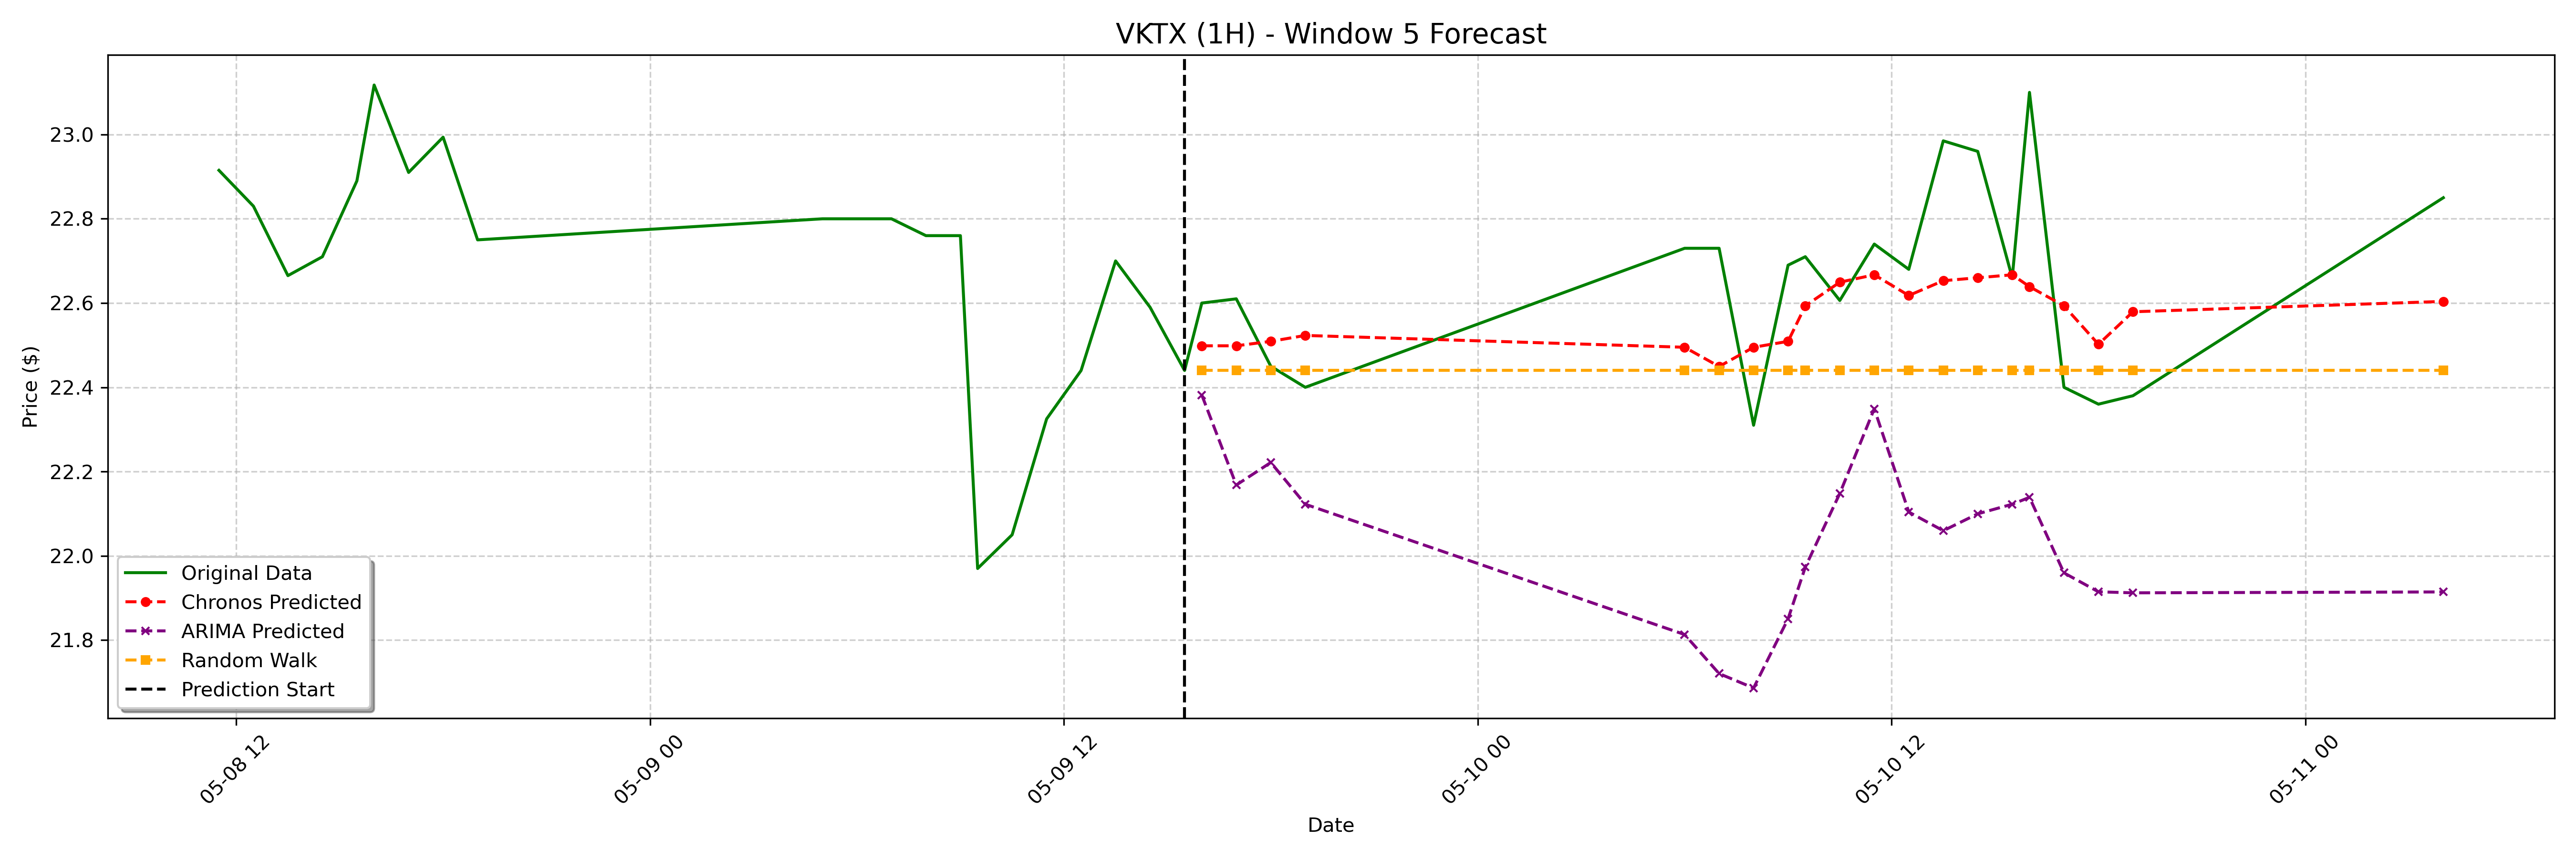 VKTX (1H) - Window 5 Forecast
Price ($)
23.0
22.8
22.6
22.4
22.2
22.0
21.8
Original Data
Chronos Predicted
ARIMA Predicted
Random Walk
Prediction Start
05-08 12
05-09 00
05-09 12
05-10 00
05-10 12
05-11 00
Date